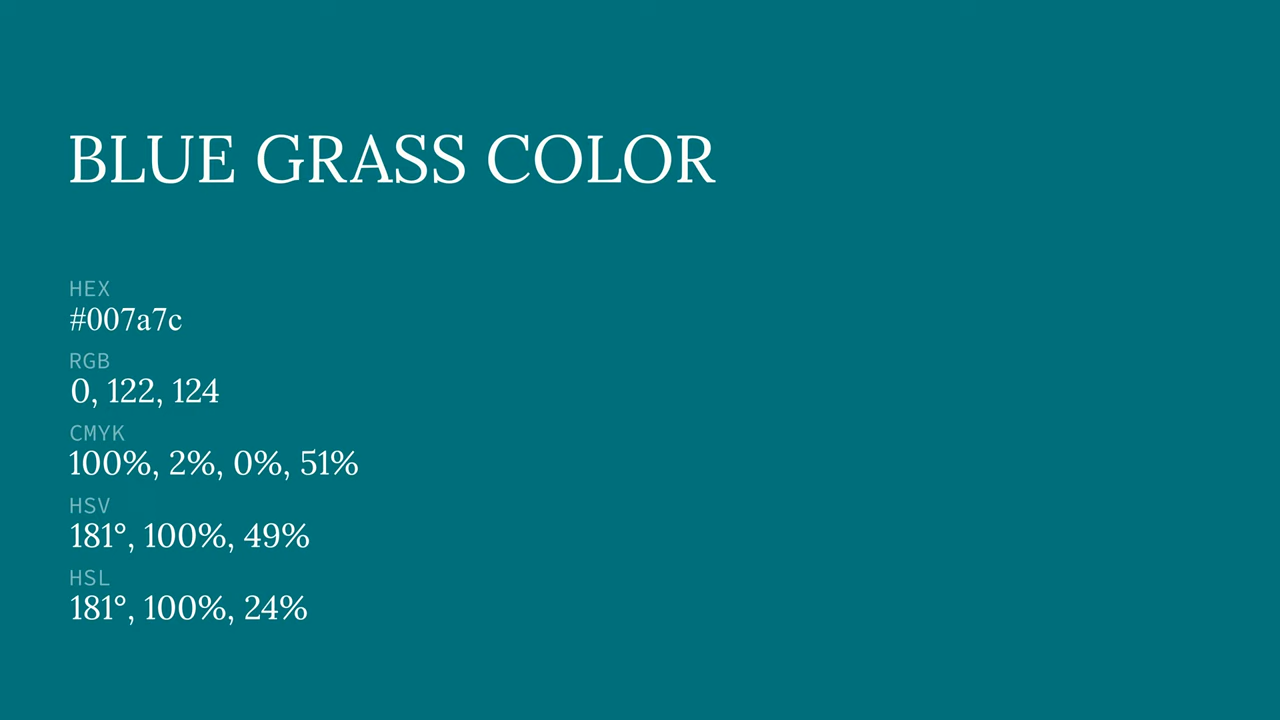 BLUE GRASS COLOR
HEX
#007a7c
RGB
0, 122, 124
CMYK
100%, 2%, 0%, 51%
HSV
181°, 100%, 49%
HSL
181°, 100%, 24%